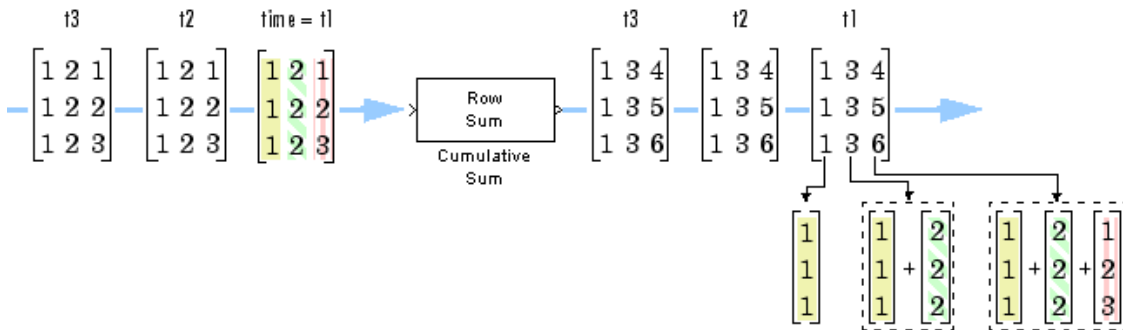 t3 t2 time = t1 t3 t2 t1
1 2 1 1 2 1 1 2 1 1 3 4 1 3 4 1 3 4
1 2 2 1 2 2 1 2 2 Row 1 3 5 1 3 5 1 3 5
Sum
1 2 3 1 2 3 1 2 3 1 3 6 1 3 6 1 3 6
Cumulative
Sum
1 1 2 1 2 1
1 1 + 2 1 + 2 + 2
1 1 2 1 2 3